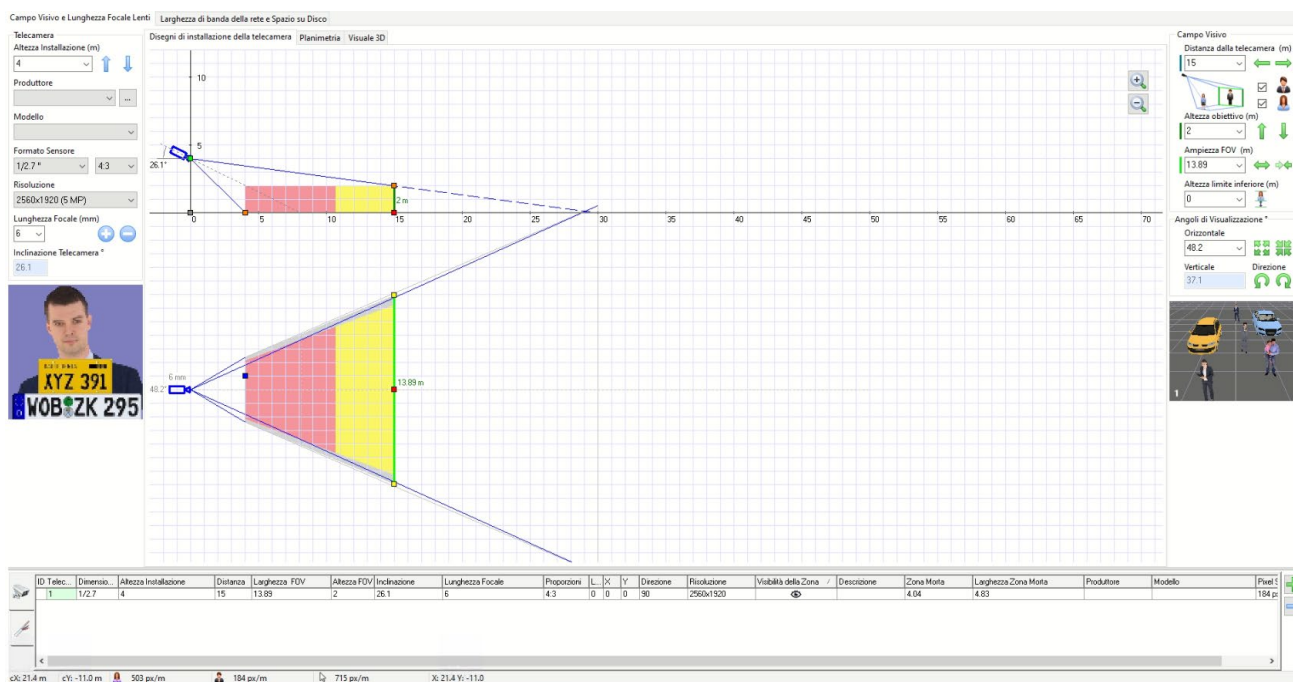 Campo Visivo e Lunghezza Focale Lenti Larghezza di banda della rete e Spazio su Disco
Telecamera
Altezza Installazione (m)
4
Produttore
...
Modello
Formato Sensore
1/2.7 " 4:3
Risoluzione
2560x1920 (5 MP)
Lunghezza Focale (mm)
6
Inclinazione Telecamera °
26.1
XYZ 391
WOB ZK 295
Disegni di installazione della telecamera Planimetria Visuale 3D
10
5
26.1°
2 m
0 5 10 15 20 25 30 35 40 45 50 55 60 65 70
6 mm
48.2°
13.89 m
Campo Visivo
Distanza dalla telecamera (m)
15
Altezza obiettivo (m)
2
Ampiezza FOV (m)
13.89
Altezza limite inferiore (m)
0
Angoli di Visualizzazione °
Orizzontale
48.2
Verticale Direzione
37.1
1
ID Telec... Dimensio... Altezza Installazione Distanza Larghezza FOV Altezza FOV Inclinazione Lunghezza Focale Proporzioni L... X Y Direzione Risoluzione Visibilità della Zona / Descrizione Zona Morta Larghezza Zona Morta Produttore Modello Pixel
1 1/2.7 4 15 13.89 2 26.1 6 4:3 0 0 0 90 2560x1920 4.04 4.83 184
cX: 21.4 m cY: -11.0 m 503 px/m 184 px/m 715 px/m X: 21.4 Y: -11.0